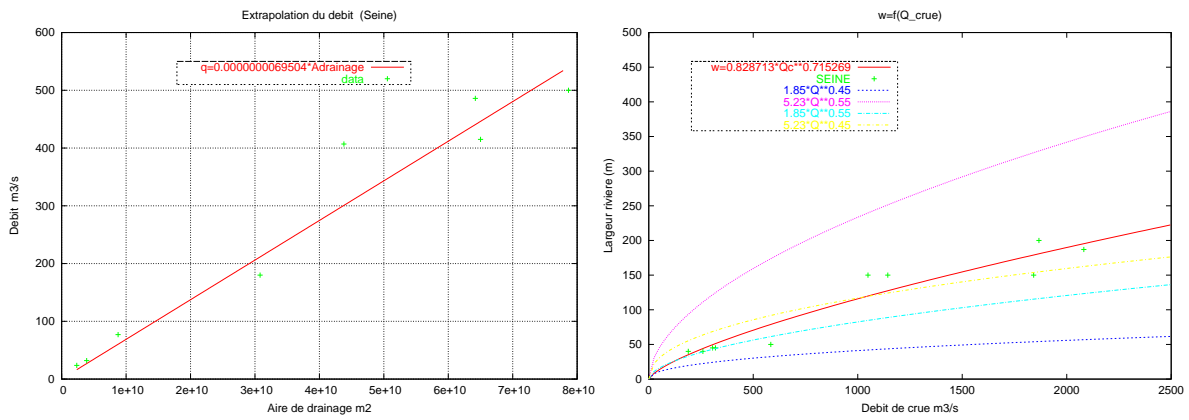 Extrapolation du debit (Seine)
600
500
400
300
200
100
0
Debit m3/s
q=0.0000000069504*Adrainage
data
0 1e+10 2e+10 3e+10 4e+10 5e+10 6e+10 7e+10 8e+10
Aire de drainage m2
w=f(Q_crue)
500
450
400
350
300
250
200
150
100
50
0
Largeur riviere (m)
w=0.828713*Qc**0.715269
SEINE
1.85*Q**0.45
5.23*Q**0.55
1.85*Q**0.55
5.23*Q**0.45
0 500 1000 1500 2000 2500
Debit de crue m3/s